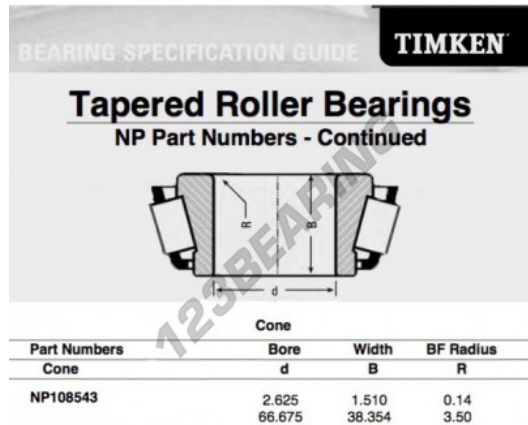 BEARING SPECIFICATION GUIDE
TIMKEN
Tapered Roller Bearings
NP Part Numbers - Continued
R
B
d
123BEARING
Cone
Part Numbers Bore Width BF Radius
Cone d B R
NP108543 2.625 1.510 0.14
66.675 38.354 3.50